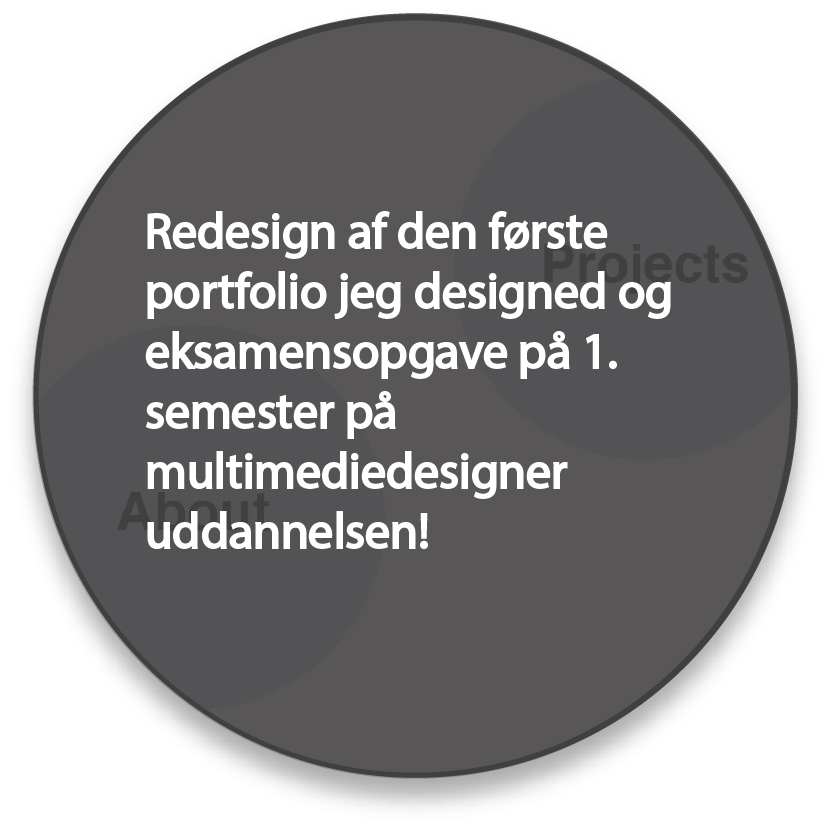 Redesign af den første
Projects
portfolio jeg designed og
eksamensopgave på 1.
semester på
multimediedesigner
About
uddannelsen!